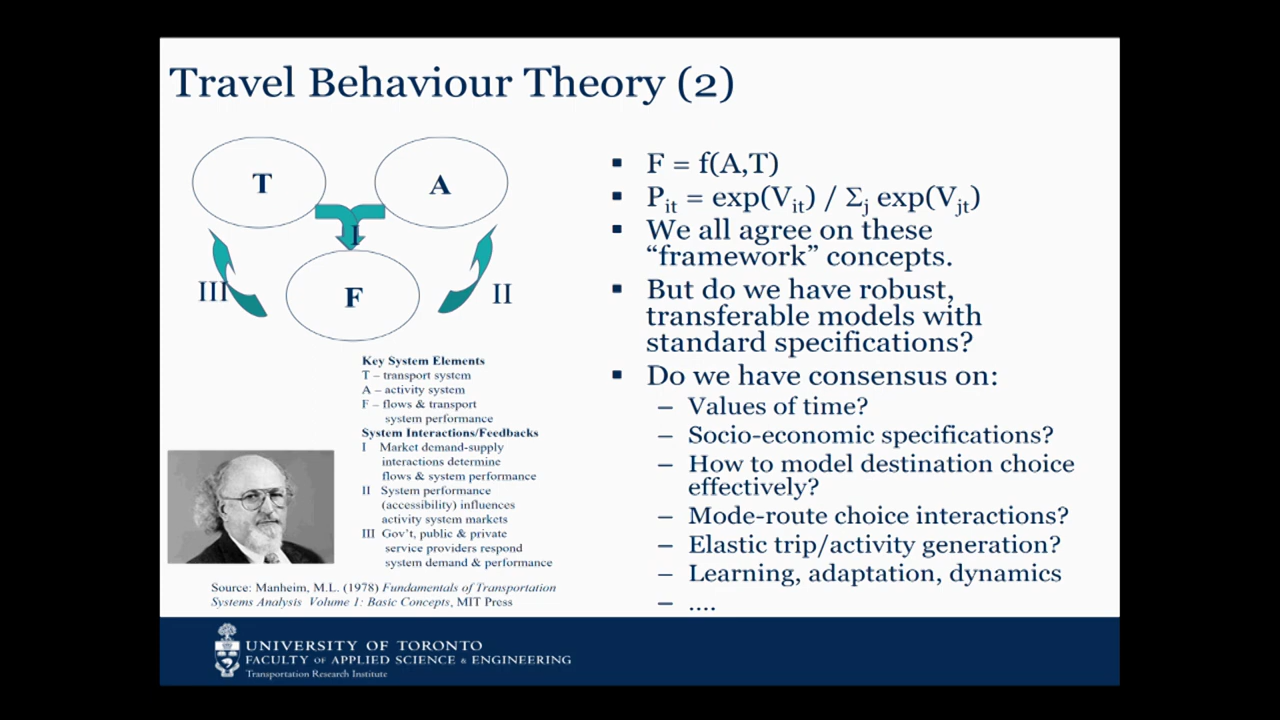 Travel Behaviour Theory (2)
T
A
I
F
III
II
Key System Elements
T – transport system
A – activity system
F – flows & transport
system performance
System Interactions/Feedbacks
I Market demand-supply
interactions determine
flows & system performance
II System performance
(accessibility) influences
activity system markets
III Gov't, public & private
service providers respond
system demand & performance
Source: Manheim, M.L. (1978) Fundamentals of Transportation
Systems Analysis Volume 1: Basic Concepts, MIT Press
▪ F = f(A,T)
▪ Pit = exp(Vit) / Σj exp(Vjt)
▪ We all agree on these
“framework” concepts.
▪ But do we have robust,
transferable models with
standard specifications?
▪ Do we have consensus on:
– Values of time?
– Socio-economic specifications?
– How to model destination choice
effectively?
– Mode-route choice interactions?
– Elastic trip/activity generation?
– Learning, adaptation, dynamics
– ....
UNIVERSITY OF TORONTO
FACULTY OF APPLIED SCIENCE & ENGINEERING
Transportation Research Institute